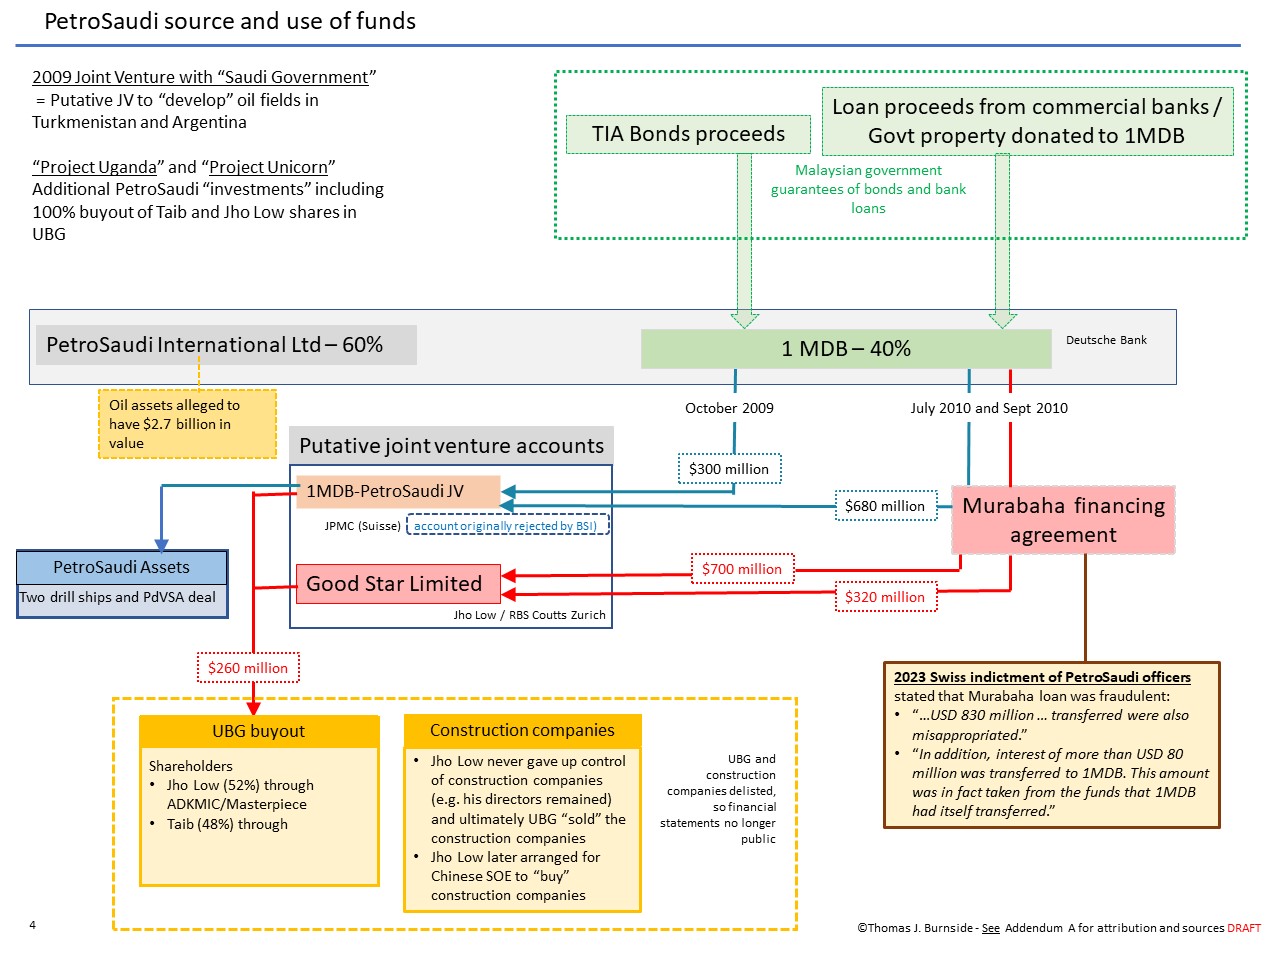 PetroSaudi source and use of funds
2009 Joint Venture with “Saudi Government”
= Putative JV to “develop” oil fields in
Turkmenistan and Argentina
“Project Uganda” and “Project Unicorn”
Additional PetroSaudi “investments” including
100% buyout of Taib and Jho Low shares in
UBG
TIA Bonds proceeds
Loan proceeds from commercial banks /
Govt property donated to 1MDB
Malaysian government
guarantees of bonds and bank
loans
PetroSaudi International Ltd – 60%
1 MDB – 40%
Deutsche Bank
Oil assets alleged to
have $2.7 billion in
value
October 2009
July 2010 and Sept 2010
Putative joint venture accounts
$300 million
1MDB-PetroSaudi JV
$680 million
Murabaha financing
agreement
JPMC (Suisse)
account originally rejected by BSI)
PetroSaudi Assets
Two drill ships and PdVSA deal
$700 million
Good Star Limited
$320 million
Jho Low / RBS Coutts Zurich
$260 million
UBG buyout
Shareholders
• Jho Low (52%) through
ADKMIC/Masterpiece
• Taib (48%) through
Construction companies
• Jho Low never gave up control
of construction companies
(e.g. his directors remained)
and ultimately UBG “sold” the
construction companies
• Jho Low later arranged for
Chinese SOE to “buy”
construction companies
UBG and
construction
companies delisted,
so financial
statements no longer
public
2023 Swiss indictment of PetroSaudi officers
stated that Murabaha loan was fraudulent:
• “…USD 830 million … transferred were also
misappropriated.”
• “In addition, interest of more than USD 80
million was transferred to 1MDB. This amount
was in fact taken from the funds that 1MDB
had itself transferred.”
4
©Thomas J. Burnside - See Addendum A for attribution and sources DRAFT